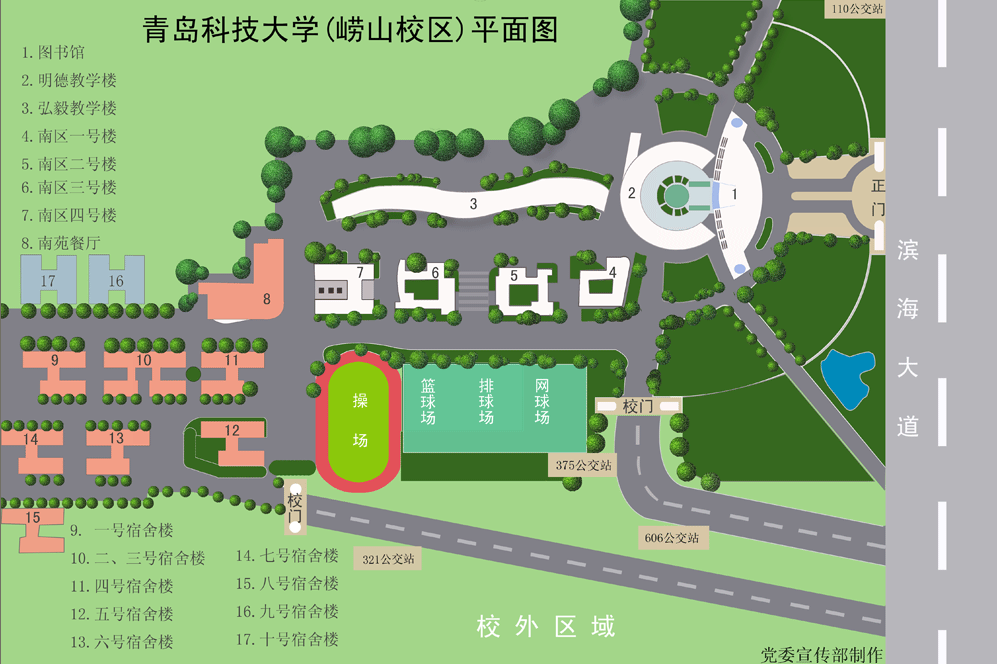 青岛科技大学(崂山校区)平面图
110公交站
1. 图书馆
2. 明德教学楼
3. 弘毅教学楼
4. 南区一号楼
5. 南区二号楼
6. 南区三号楼
7. 南区四号楼
8. 南苑餐厅
17
16
8
3
2
1
正门
7
6
5
4
滨海大道
9
10
11
操场
篮球场
排球场
网球场
校门
14
13
12
375公交站
15
校门
606公交站
321公交站
9. 一号宿舍楼
10. 二、三号宿舍楼
11. 四号宿舍楼
12. 五号宿舍楼
13. 六号宿舍楼
14. 七号宿舍楼
15. 八号宿舍楼
16. 九号宿舍楼
17. 十号宿舍楼
校外区域
党委宣传部制作